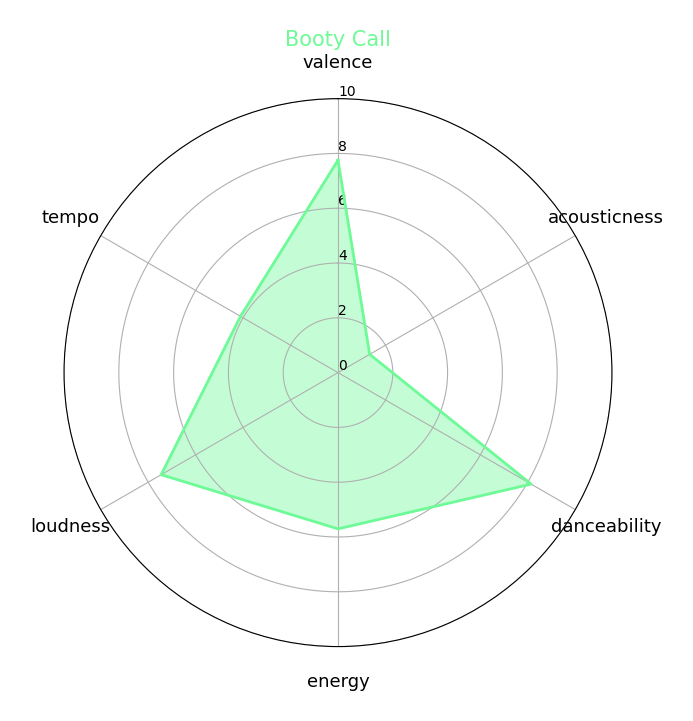 Booty Call
valence
10
8
6
4
2
0
tempo
acousticness
loudness
danceability
energy